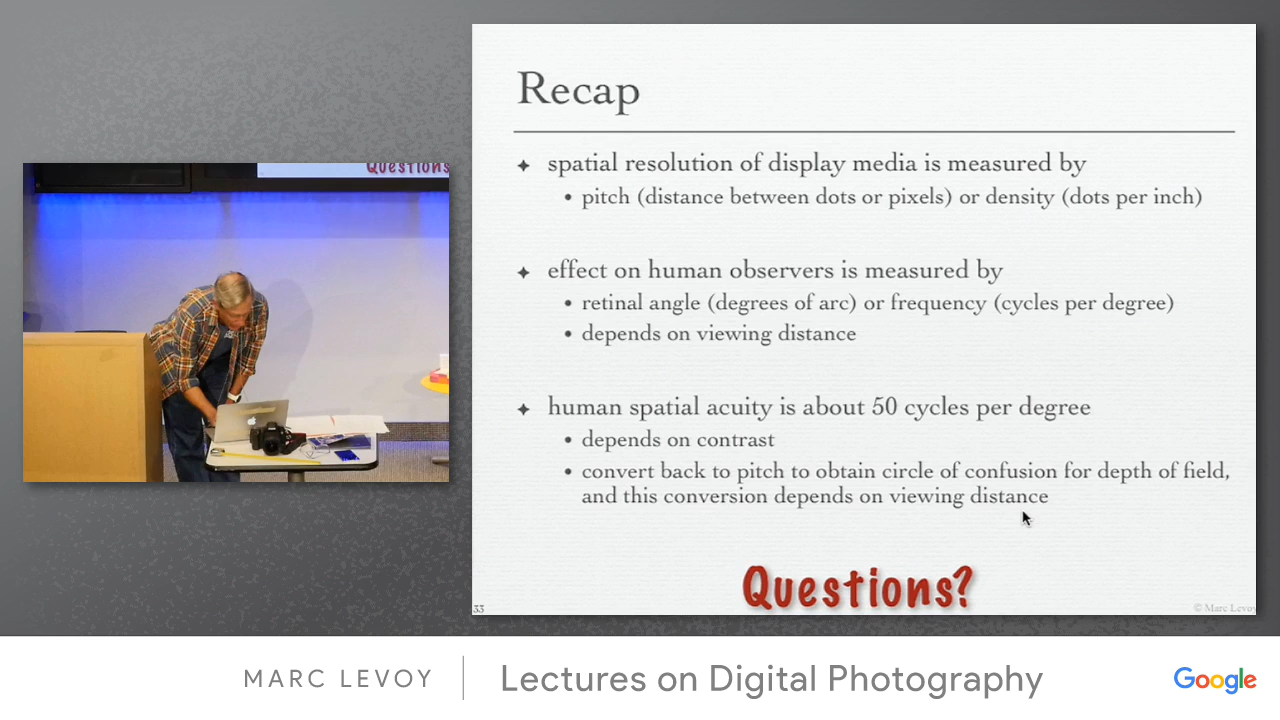 Recap
✦ spatial resolution of display media is measured by
• pitch (distance between dots or pixels) or density (dots per inch)
✦ effect on human observers is measured by
• retinal angle (degrees of arc) or frequency (cycles per degree)
• depends on viewing distance
✦ human spatial acuity is about 50 cycles per degree
• depends on contrast
• convert back to pitch to obtain circle of confusion for depth of field,
and this conversion depends on viewing distance
Questions?
33
© Marc Levoy
Questions
MARC LEVOY
Lectures on Digital Photography
Google